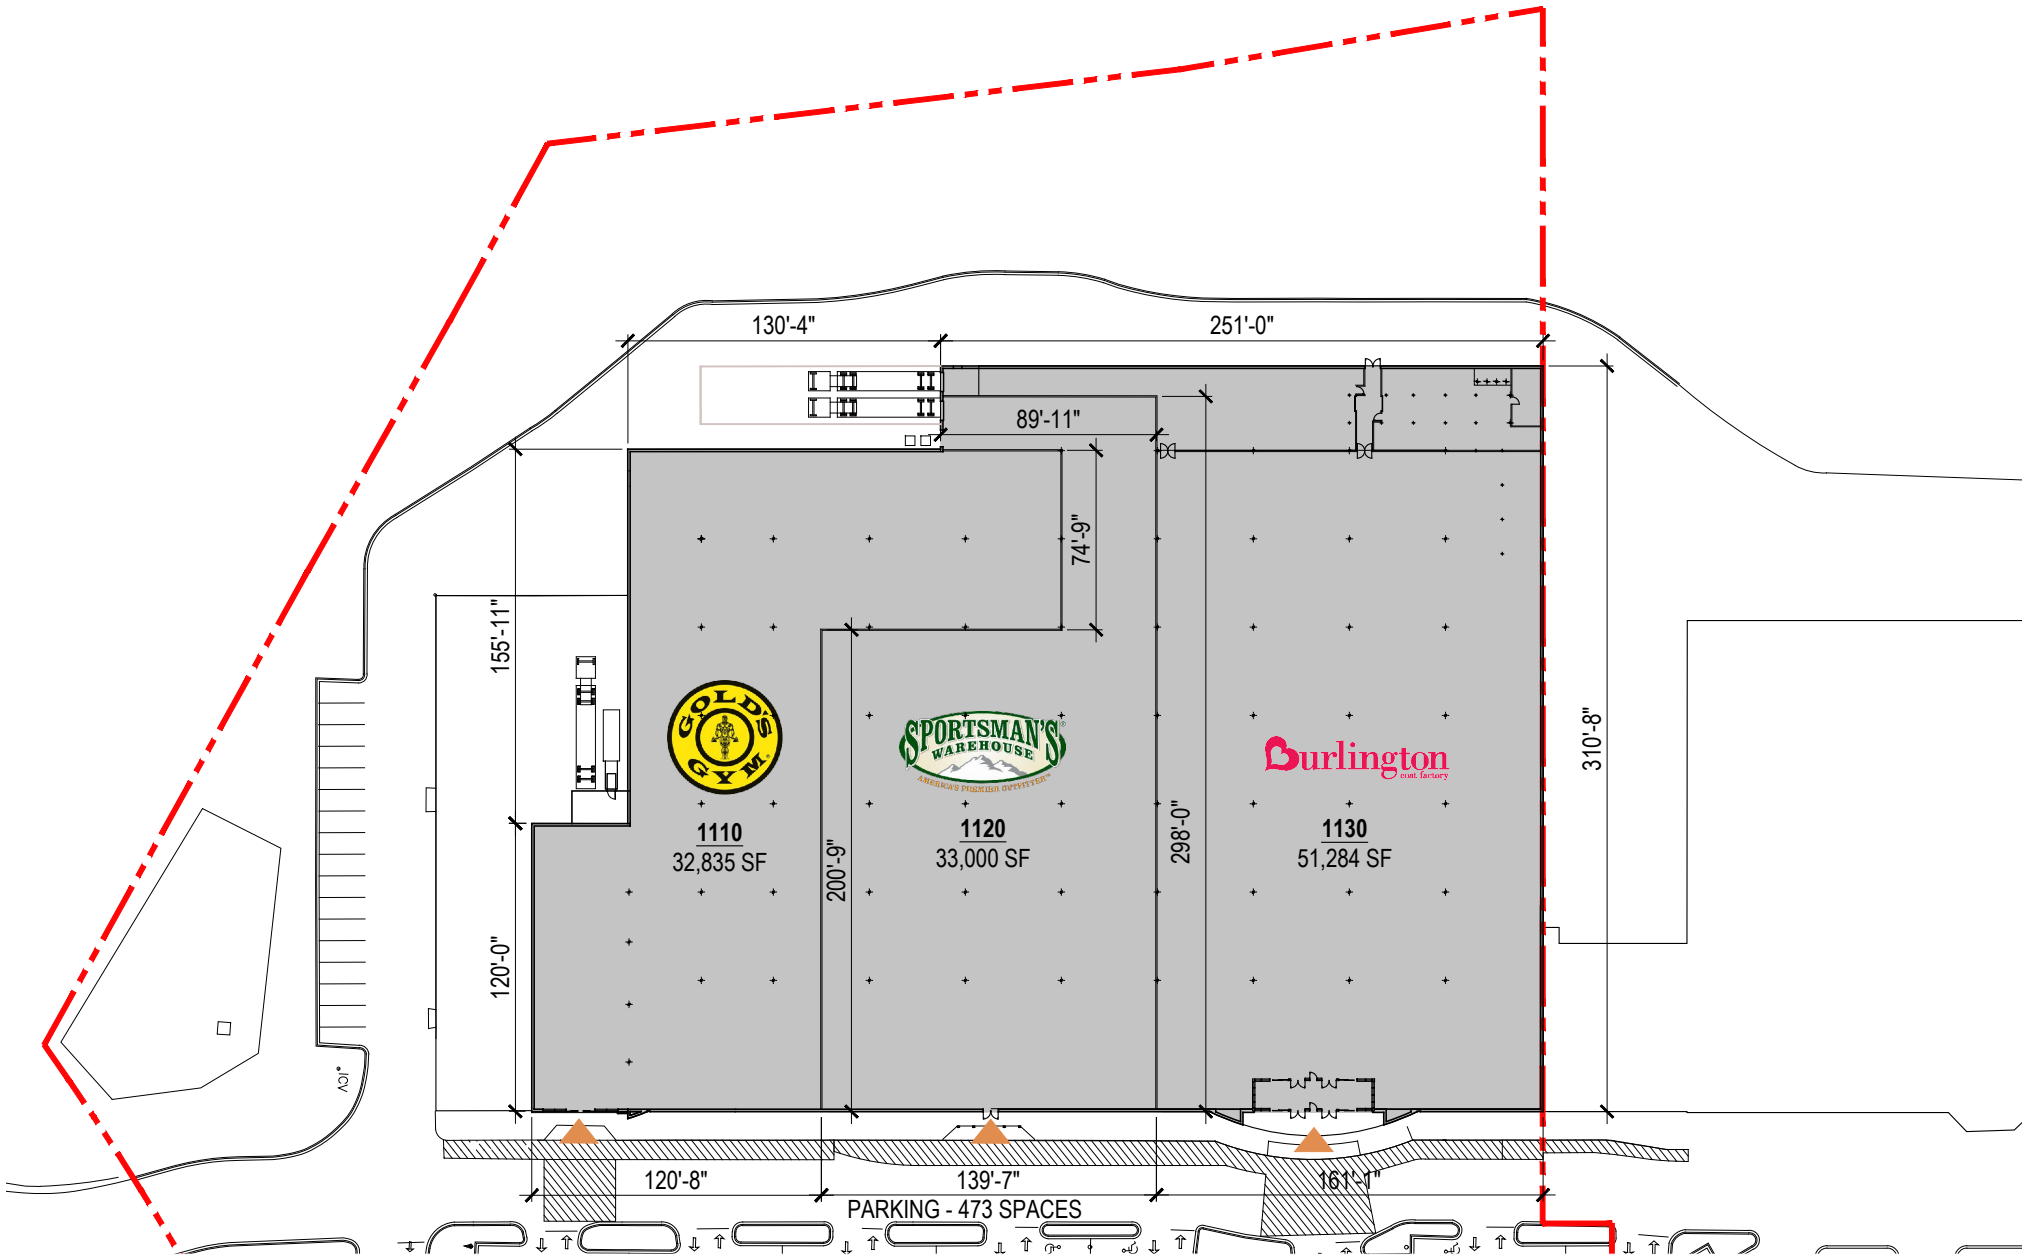 130'-4"
251'-0"
89'-11"
74'-9"
155'-11"
310'-8"
GOLD'S
GYM
SPORTSMAN'S
WAREHOUSE
AMERICA'S PREMIER OUTFITTER
Burlington
coat factory
1110
32,835 SF
1120
33,000 SF
1130
51,284 SF
200'-9"
298'-0"
120'-0"
ICV
120'-8"
139'-7"
161'-1"
PARKING - 473 SPACES